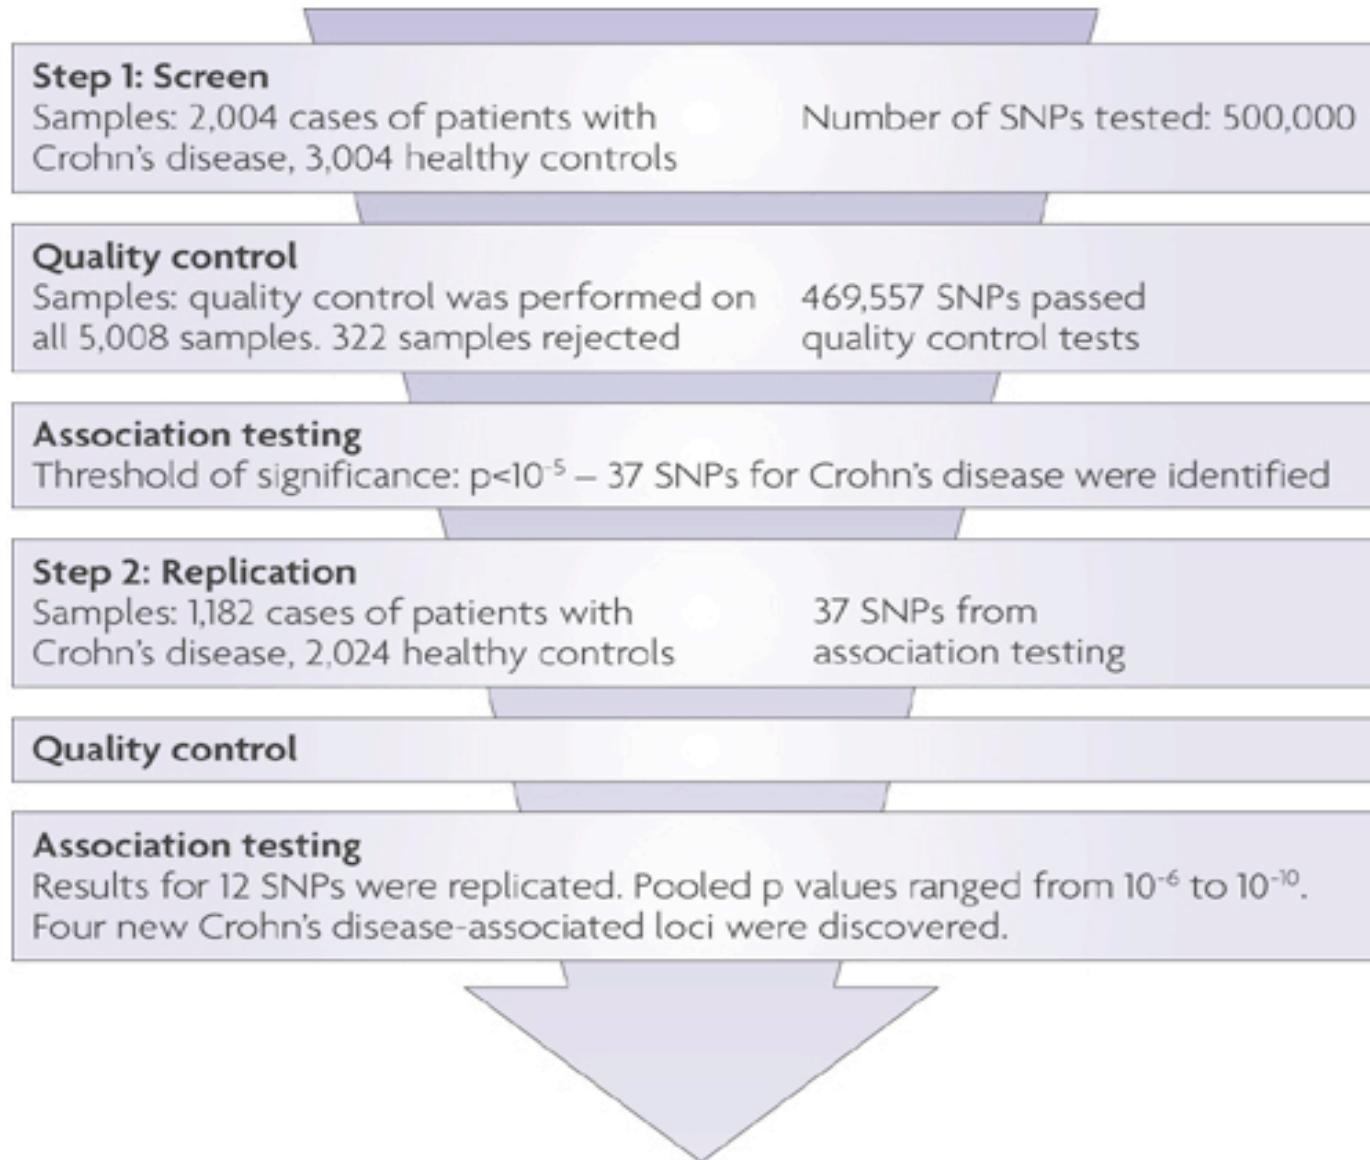 Step 1: Screen
Samples: 2,004 cases of patients with
Crohn's disease, 3,004 healthy controls
Number of SNPs tested: 500,000
Quality control
Samples: quality control was performed on
all 5,008 samples. 322 samples rejected
469,557 SNPs passed
quality control tests
Association testing
Threshold of significance: p<10⁻⁵ – 37 SNPs for Crohn's disease were identified
Step 2: Replication
Samples: 1,182 cases of patients with
Crohn's disease, 2,024 healthy controls
37 SNPs from
association testing
Quality control
Association testing
Results for 12 SNPs were replicated. Pooled p values ranged from 10⁻⁶ to 10⁻¹⁰.
Four new Crohn's disease-associated loci were discovered.